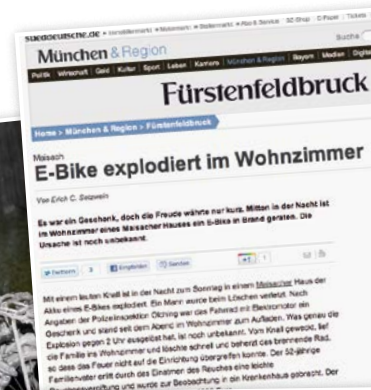 sueddeutsche.de
München & Region
Politik Wirtschaft Geld Kultur Sport Leben Karriere München & Region Bayern Medien Digital
Fürstenfeldbruck
Home > München & Region > Fürstenfeldbruck
Maisach
E-Bike explodiert im Wohnzimmer
Von Erich C. Setzwein
Es war ein Geschenk, doch die Freude währte nur kurz. Mitten in der Nacht ist
im Wohnzimmer eines Maisacher Hauses ein E-Bike in Brand geraten. Die
Ursache ist noch unbekannt.
Twittern 3 Empfehlen Senden +1 1
Mit einem lauten Knall ist in der Nacht zum Sonntag in einem Maisacher Haus der
Akku eines E-Bikes explodiert. Ein Mann wurde beim Löschen verletzt. Nach
Angaben der Polizeiinspektion Olching war das Fahrrad mit Elektromotor ein
Geschenk und stand seit dem Abend im Wohnzimmer zum Aufladen. Was genau die
Explosion gegen 2 Uhr ausgelöst hat, ist noch unbekannt. Vom Knall geweckt, lief
die Familie ins Wohnzimmer und löschte schnell und beherzt das brennende Rad,
so dass das Feuer nicht auf die Einrichtung übergreifen konnte. Der 52-jährige
Familienvater erlitt durch das Einatmen des Rauches eine leichte
und wurde zur Beobachtung in ein Krankenhaus gebracht. Der